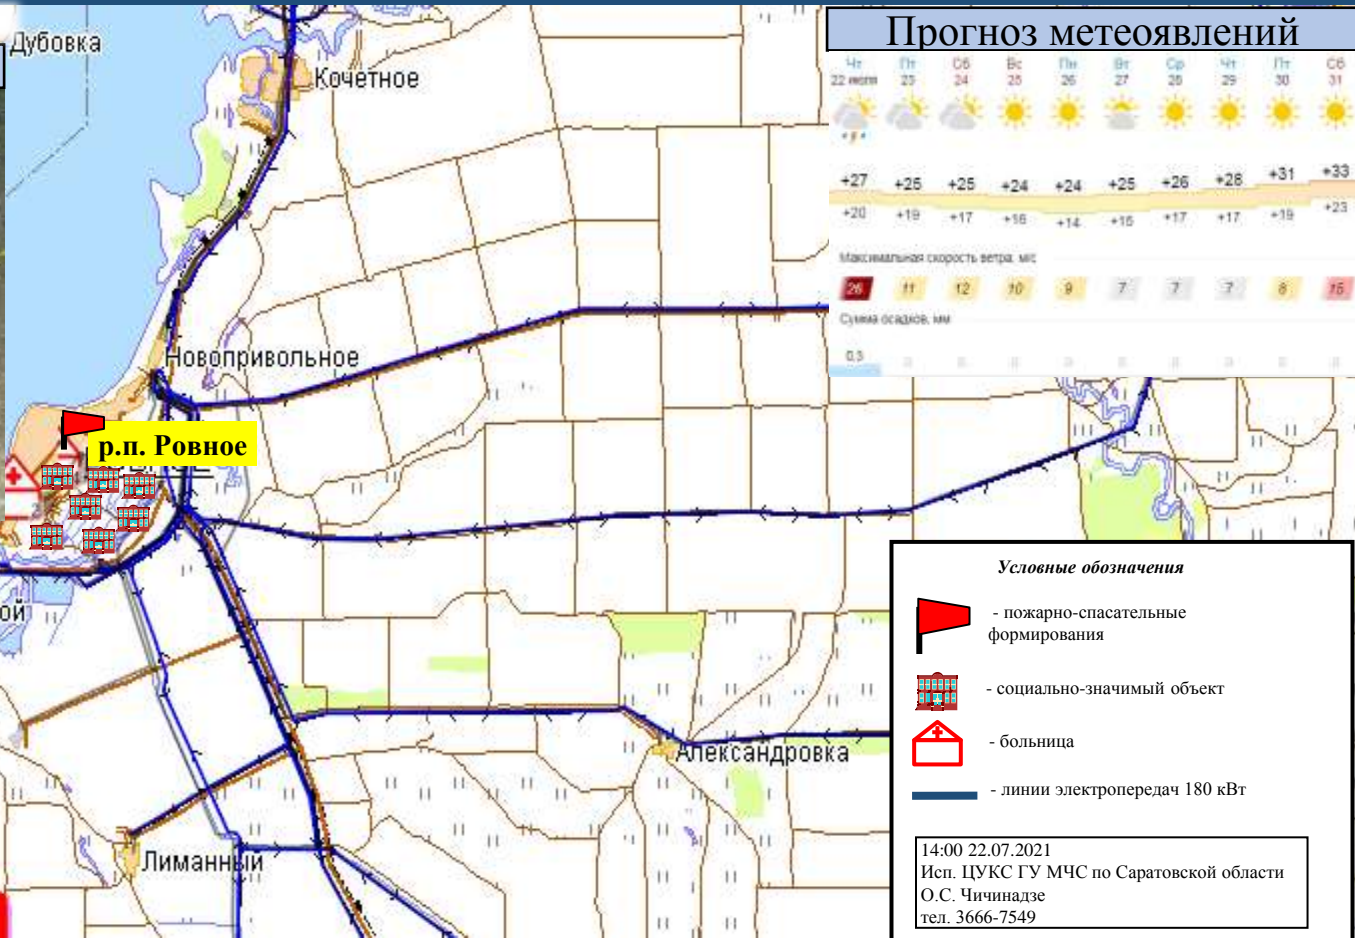 Прогноз метеоявлений
Чт Пт Сб Вс Пн Вт Ср Чт Пт Сб
22 июля 23 24 25 26 27 28 29 30 31
+27 +25 +25 +24 +24 +25 +26 +28 +31 +33
+20 +19 +17 +16 +14 +16 +17 +17 +19 +23
Максимальная скорость ветра, м/с
26 11 12 10 9 7 7 7 8 15
Сумма осадков, мм
0,3
Дубовка
Кочетное
Новопривольное
р.п. Ровное
ой
Александровка
Лиманный
Условные обозначения
- пожарно-спасательные
формирования
- социально-значимый объект
- больница
- линии электропередач 180 кВт
14:00 22.07.2021
Исп. ЦУКС ГУ МЧС по Саратовской области
О.С. Чичинадзе
тел. 3666-7549